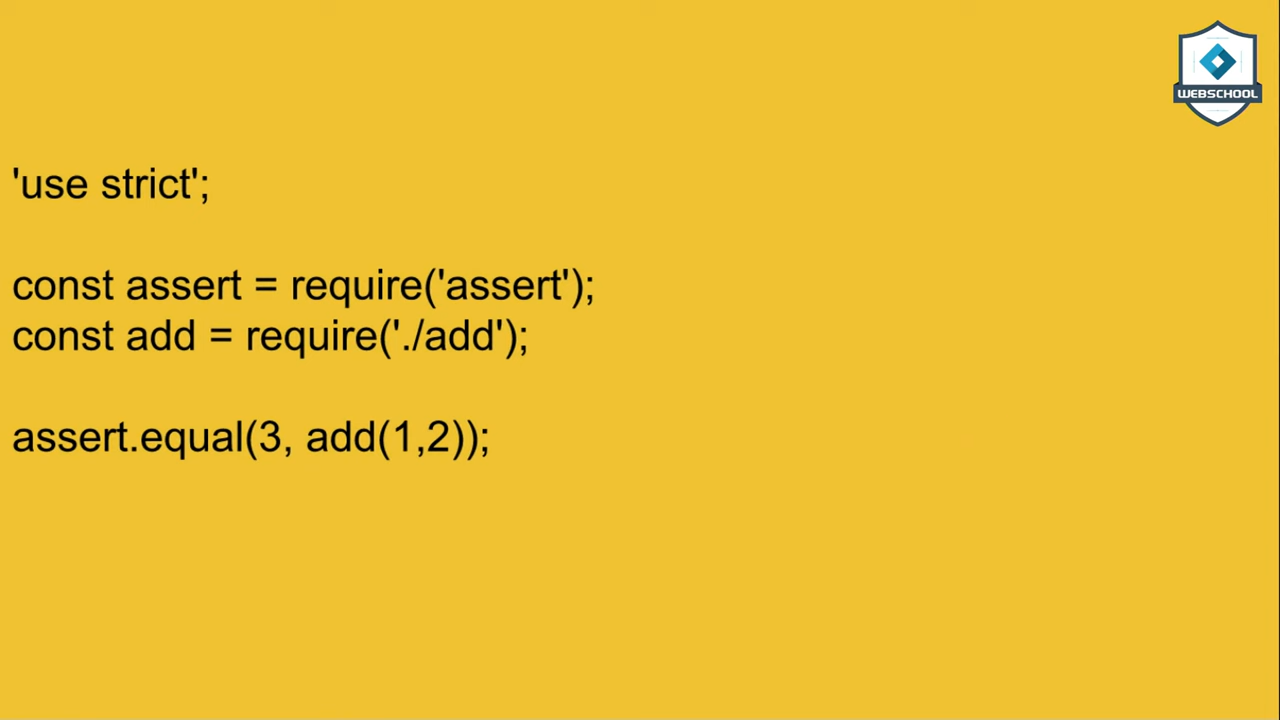 WEBSCHOOL
'use strict';
const assert = require('assert');
const add = require('./add');
assert.equal(3, add(1,2));